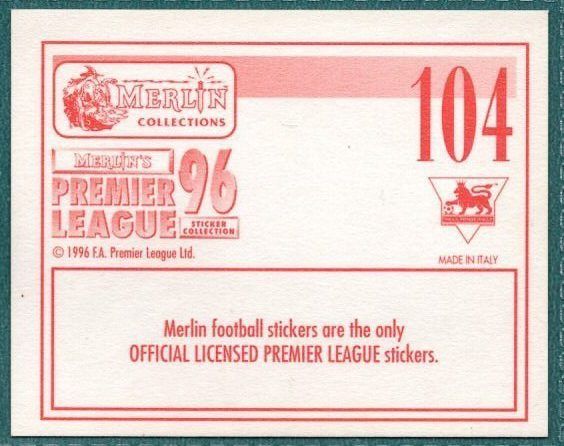 MERLIN
COLLECTIONS
104
MERLIN'S
PREMIER
LEAGUE
96
STICKER
COLLECTION
© 1996 F.A. Premier League Ltd.
MADE IN ITALY
Merlin football stickers are the only
OFFICIAL LICENSED PREMIER LEAGUE stickers.